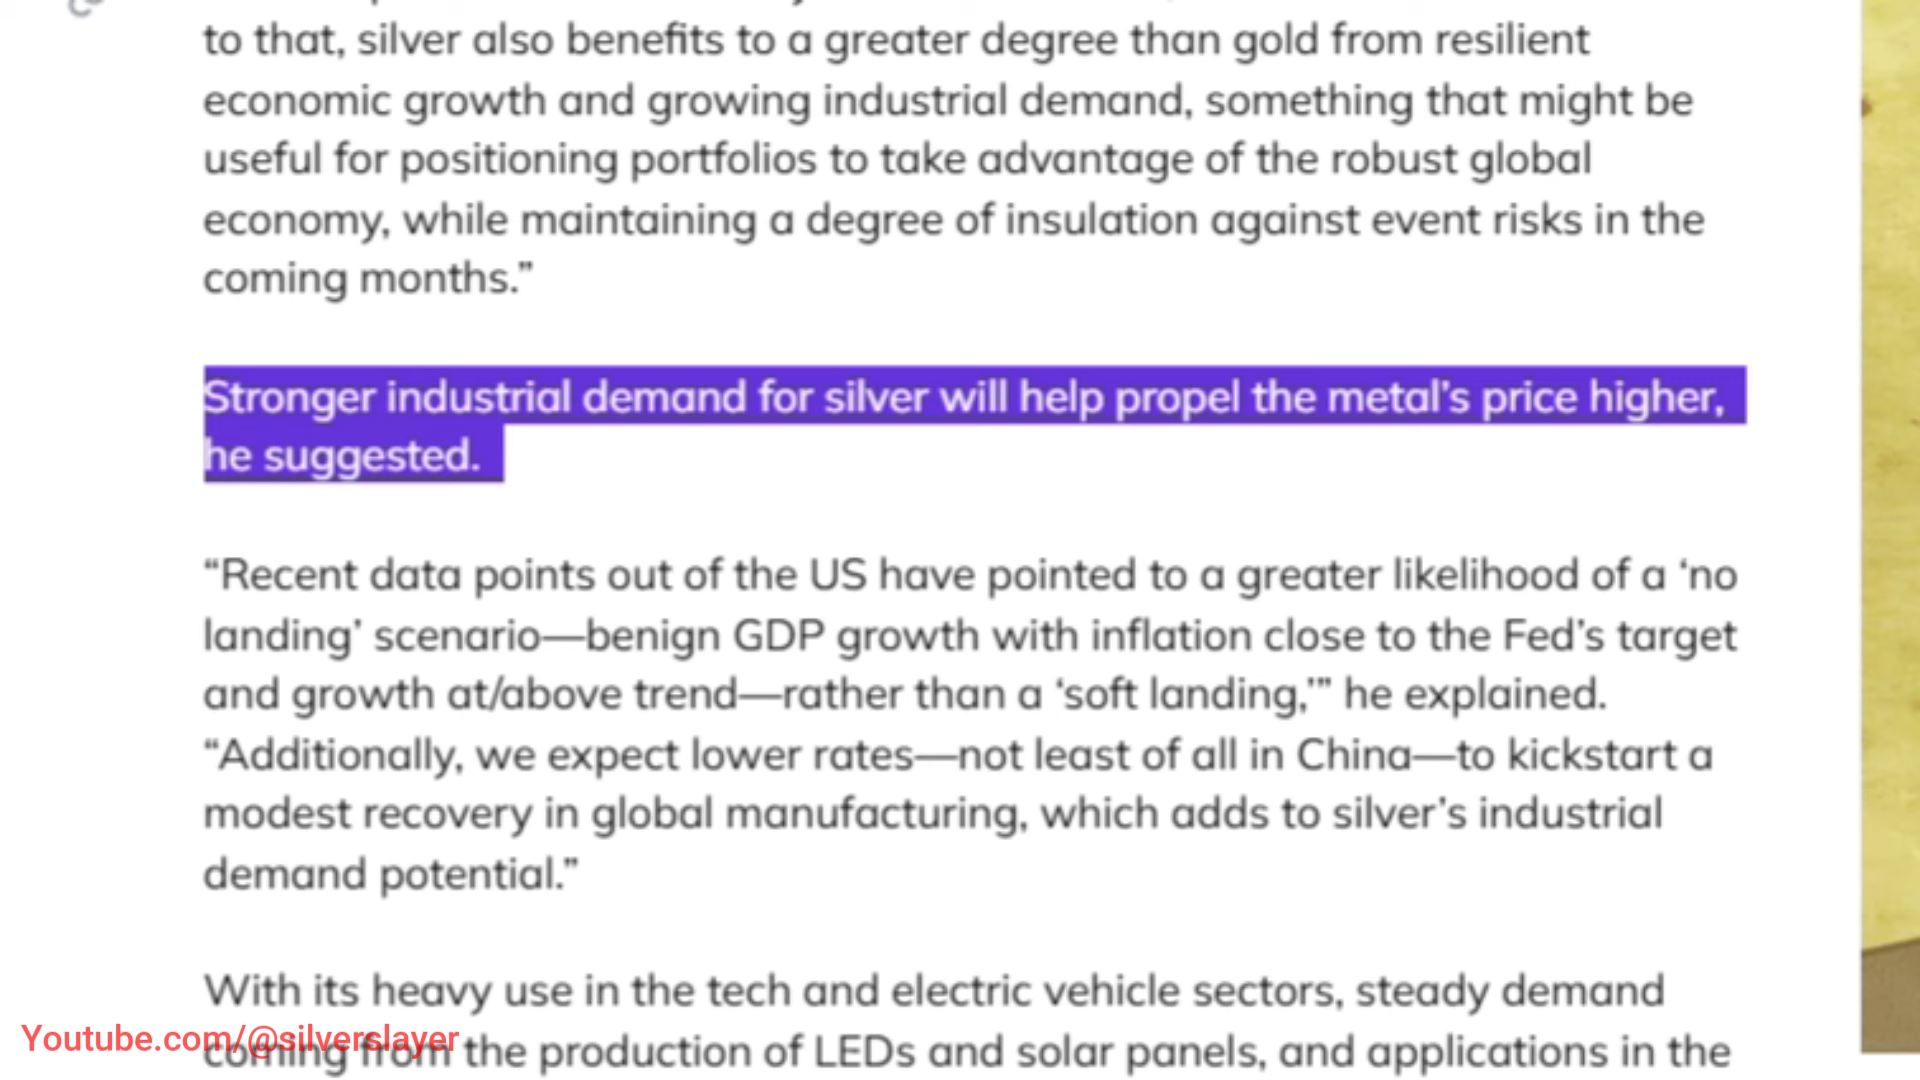 to that, silver also benefits to a greater degree than gold from resilient
economic growth and growing industrial demand, something that might be
useful for positioning portfolios to take advantage of the robust global
economy, while maintaining a degree of insulation against event risks in the
coming months.”
Stronger industrial demand for silver will help propel the metal’s price higher,
he suggested.
“Recent data points out of the US have pointed to a greater likelihood of a ‘no
landing’ scenario—benign GDP growth with inflation close to the Fed’s target
and growth at/above trend—rather than a ‘soft landing,’” he explained.
“Additionally, we expect lower rates—not least of all in China—to kickstart a
modest recovery in global manufacturing, which adds to silver’s industrial
demand potential.”
With its heavy use in the tech and electric vehicle sectors, steady demand
coming from the production of LEDs and solar panels, and applications in the
Youtube.com/@silverslayer